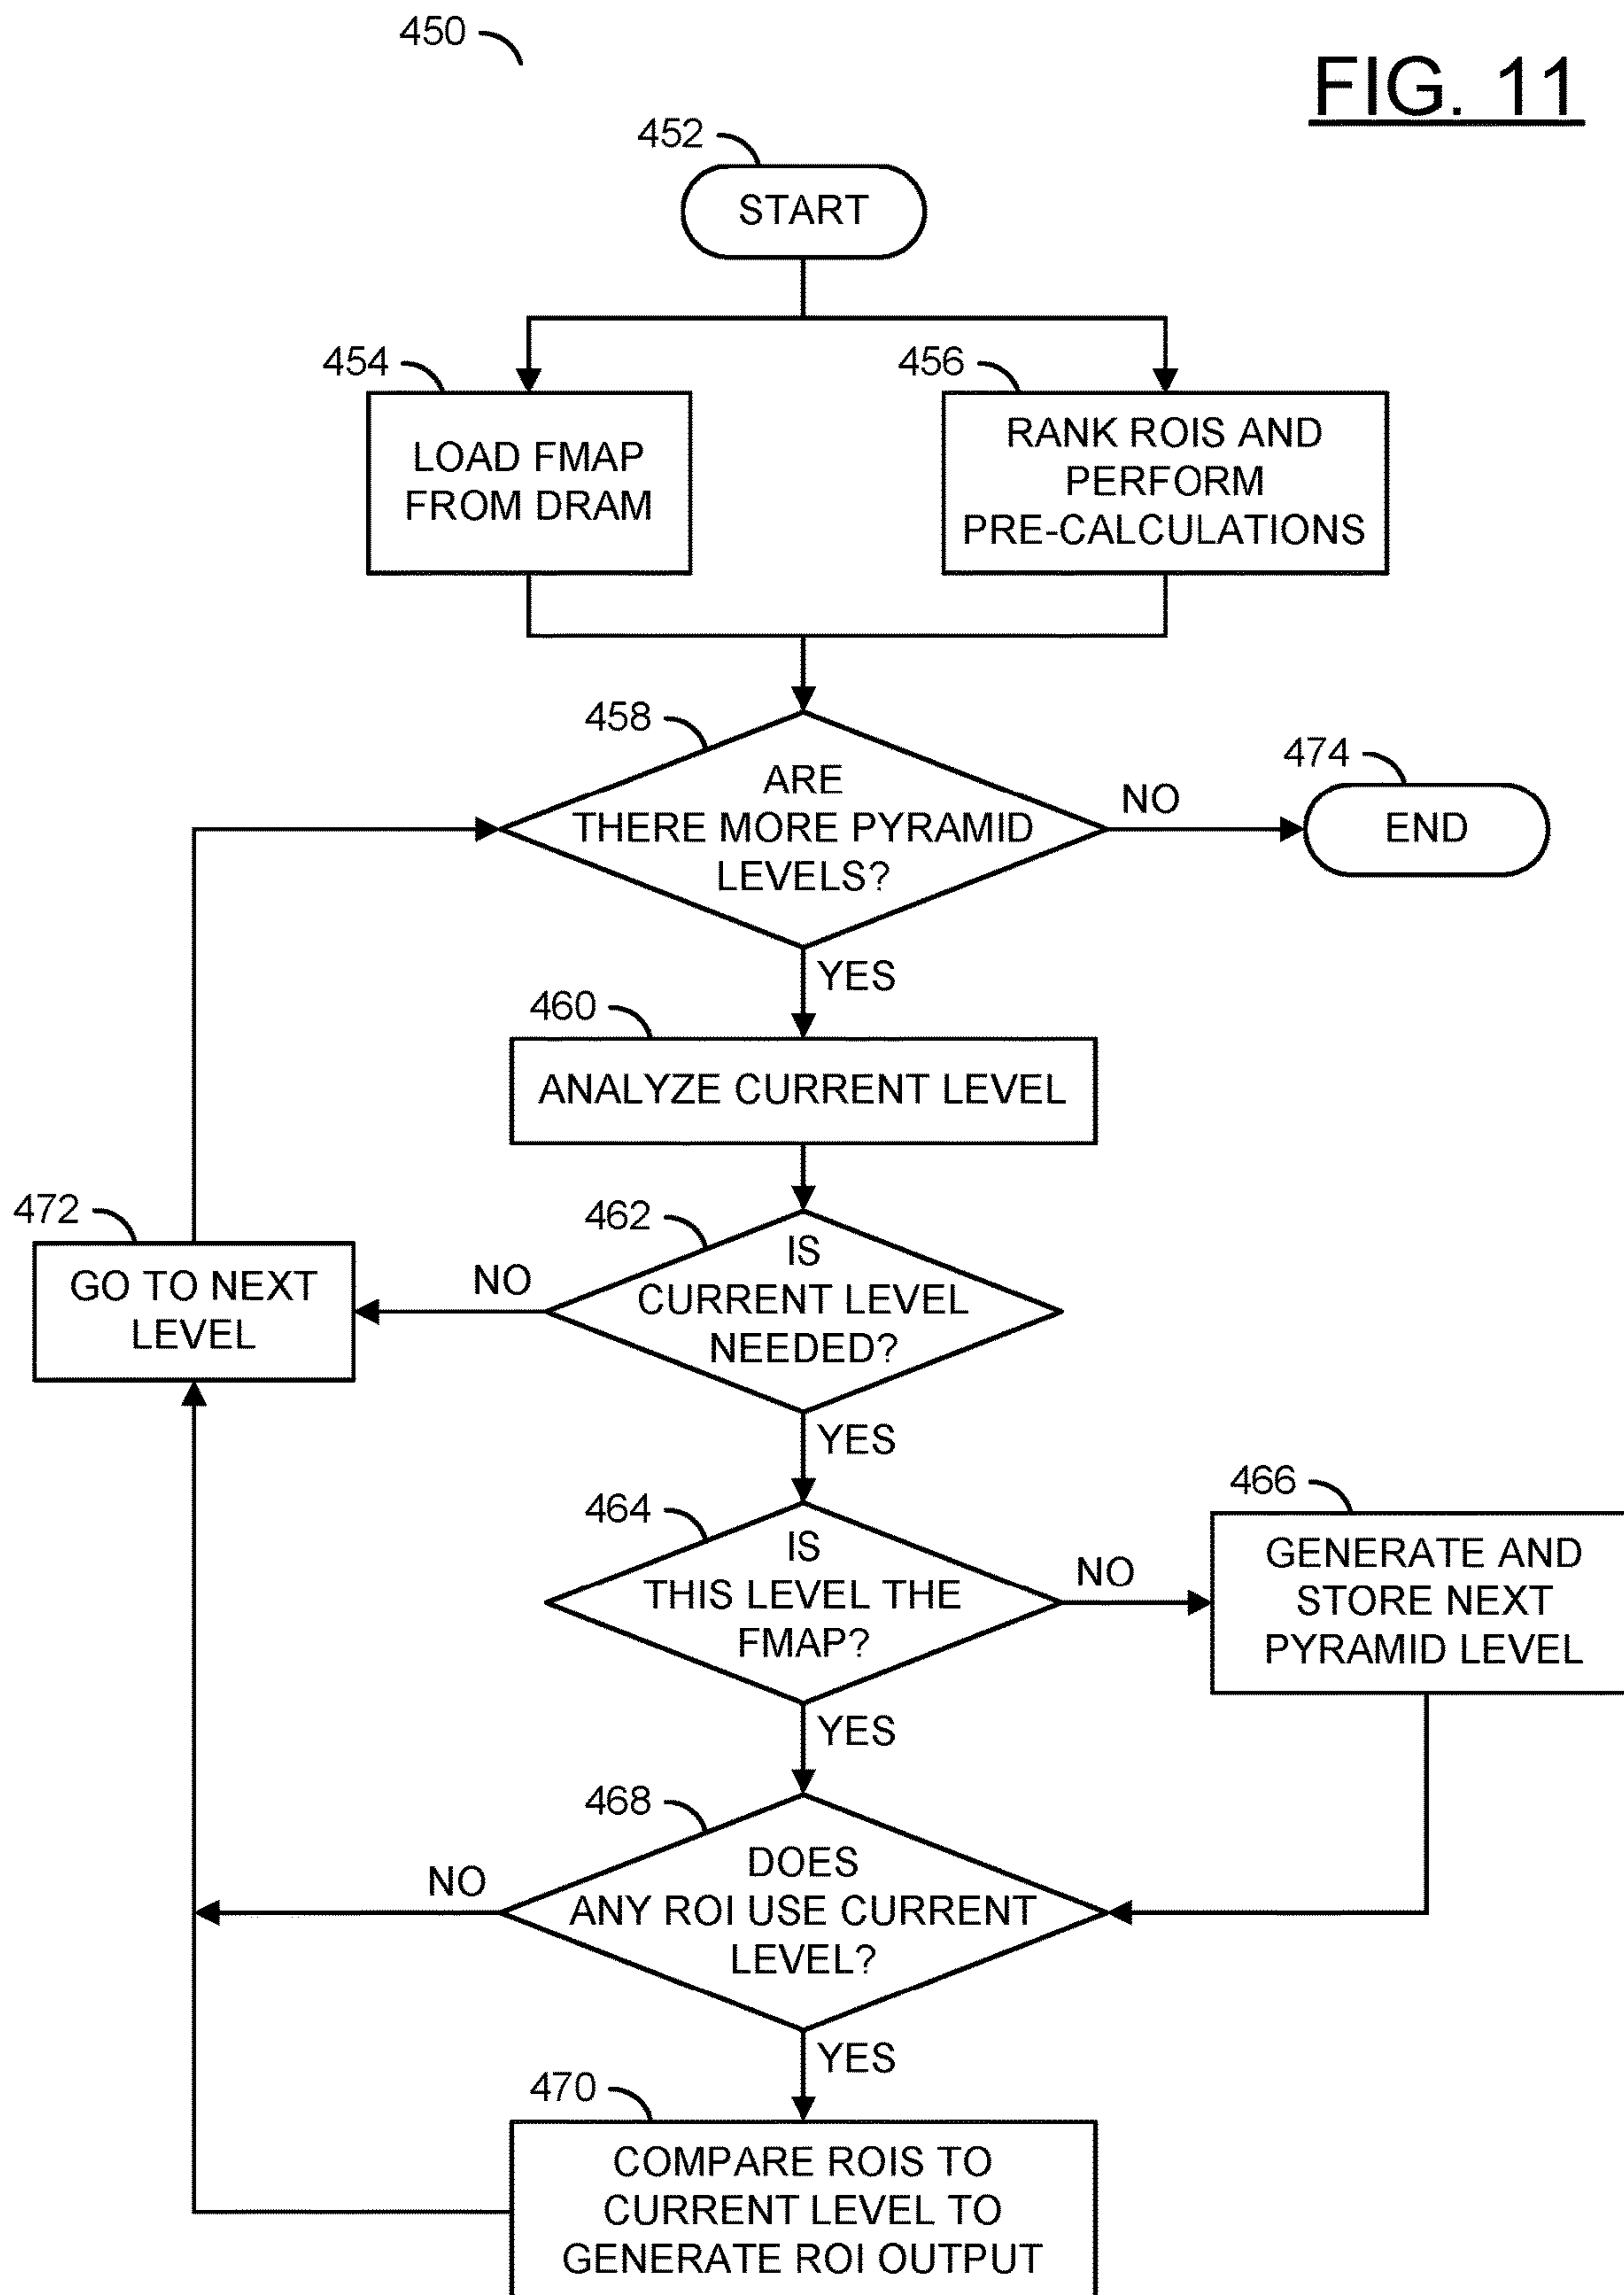 450
FIG. 11
452
START
454
LOAD FMAP
FROM DRAM
456
RANK ROIS AND
PERFORM
PRE-CALCULATIONS
458
ARE
THERE MORE PYRAMID
LEVELS?
NO
474
END
YES
460
ANALYZE CURRENT LEVEL
472
GO TO NEXT
LEVEL
NO
462
IS
CURRENT LEVEL
NEEDED?
YES
464
IS
THIS LEVEL THE
FMAP?
NO
466
GENERATE AND
STORE NEXT
PYRAMID LEVEL
YES
468
DOES
ANY ROI USE CURRENT
LEVEL?
NO
YES
470
COMPARE ROIS TO
CURRENT LEVEL TO
GENERATE ROI OUTPUT